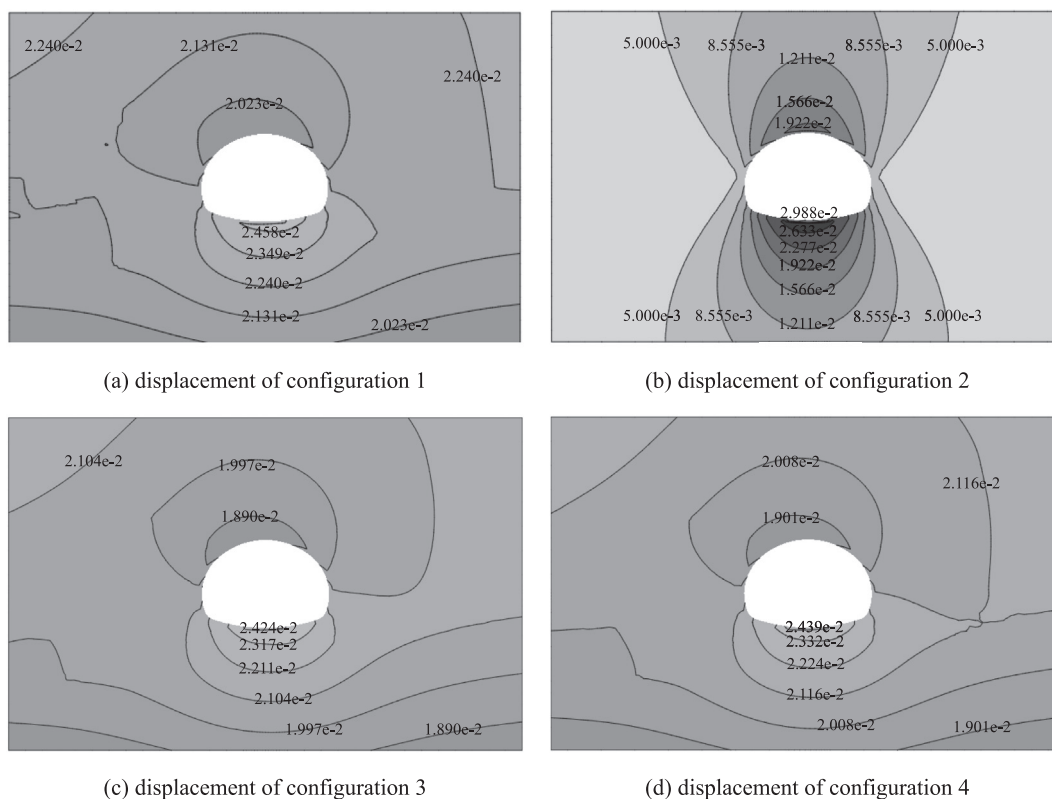 2.240e-2
2.131e-2
2.240e-2
2.023e-2
2.458e-2
2.349e-2
2.240e-2
2.131e-2
2.023e-2
(a) displacement of configuration 1
5.000e-3 8.555e-3 8.555e-3 5.000e-3
1.211e-2
1.566e-2
1.922e-2
2.988e-2
2.633e-2
2.277e-2
1.922e-2
1.566e-2
5.000e-3 8.555e-3 8.555e-3 5.000e-3
1.211e-2
(b) displacement of configuration 2
2.104e-2
1.997e-2
1.890e-2
2.424e-2
2.317e-2
2.211e-2
2.104e-2
1.997e-2
1.890e-2
(c) displacement of configuration 3
2.008e-2
2.116e-2
1.901e-2
2.439e-2
2.332e-2
2.224e-2
2.116e-2
2.008e-2
1.901e-2
(d) displacement of configuration 4